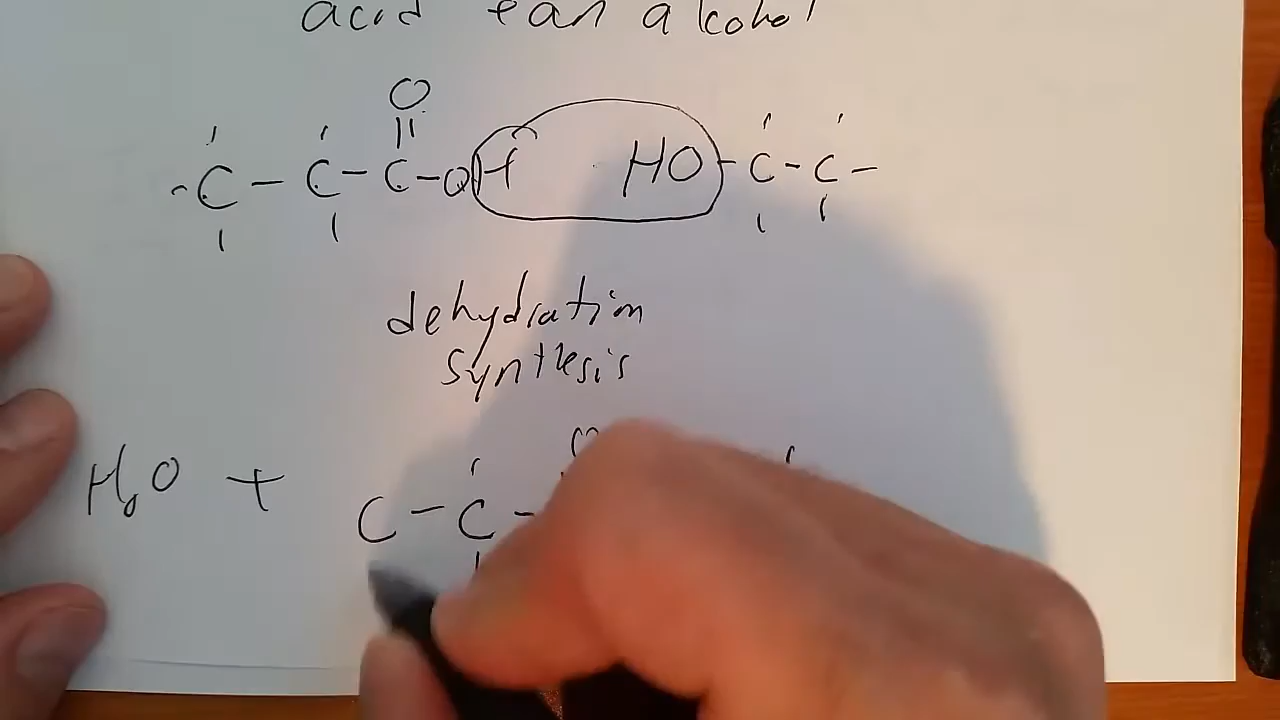 acid + an alcohol
O
C - C - C - OH HO - C - C -
dehydration
synthesis
H2O + C - C -